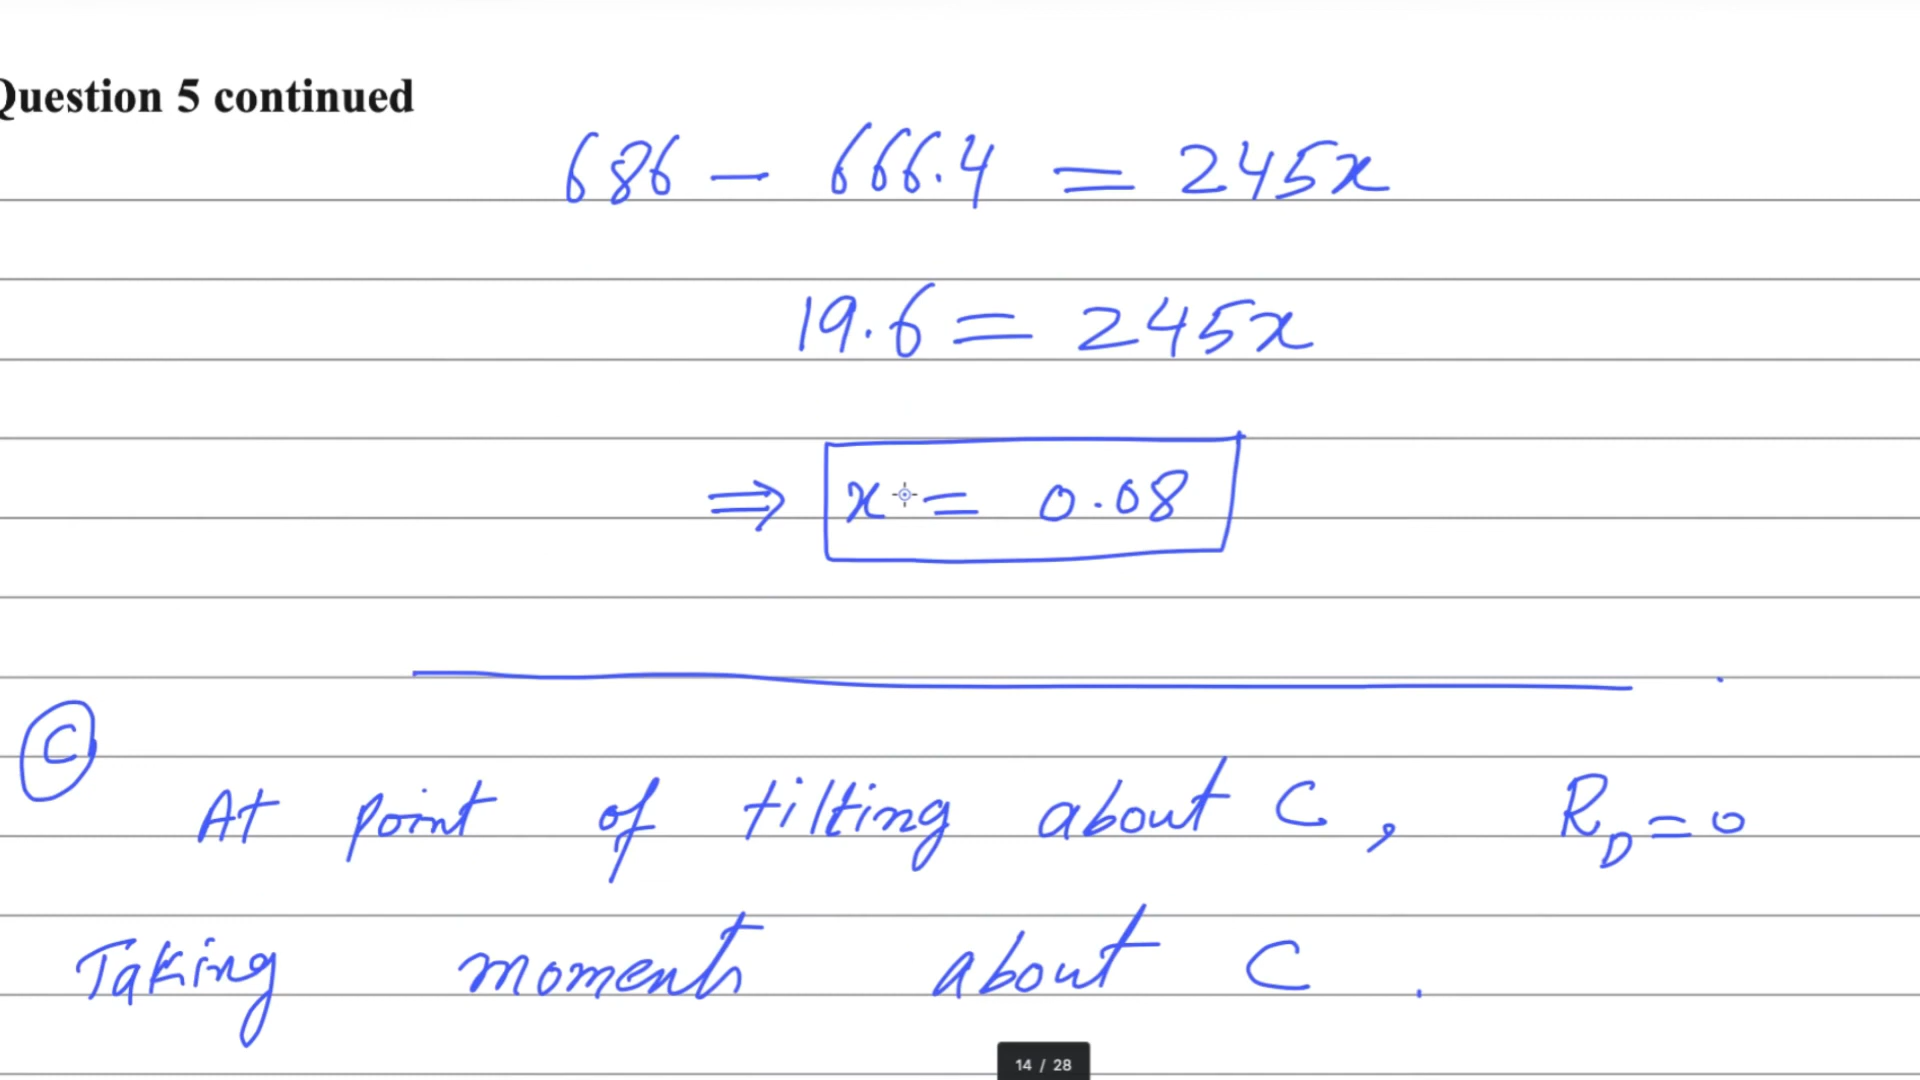 Question 5 continued
686 - 666.4 = 245x
19.6 = 245x
⇒ x = 0.08
C
At point of tilting about C, R_D = 0
Taking moments about C.
14 / 28